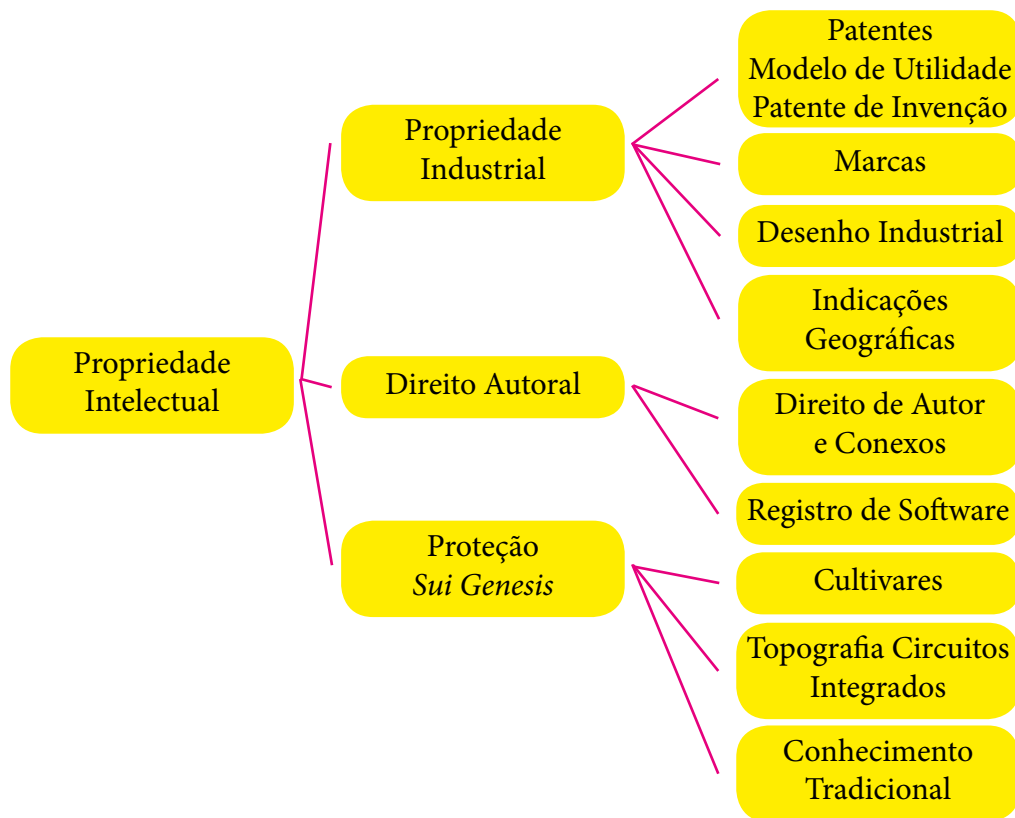 Propriedade
Intelectual
Propriedade
Industrial
Patentes
Modelo de Utilidade
Patente de Invenção
Marcas
Desenho Industrial
Indicações
Geográficas
Direito Autoral
Direito de Autor
e Conexos
Registro de Software
Proteção
Sui Genesis
Cultivares
Topografia Circuitos
Integrados
Conhecimento
Tradicional